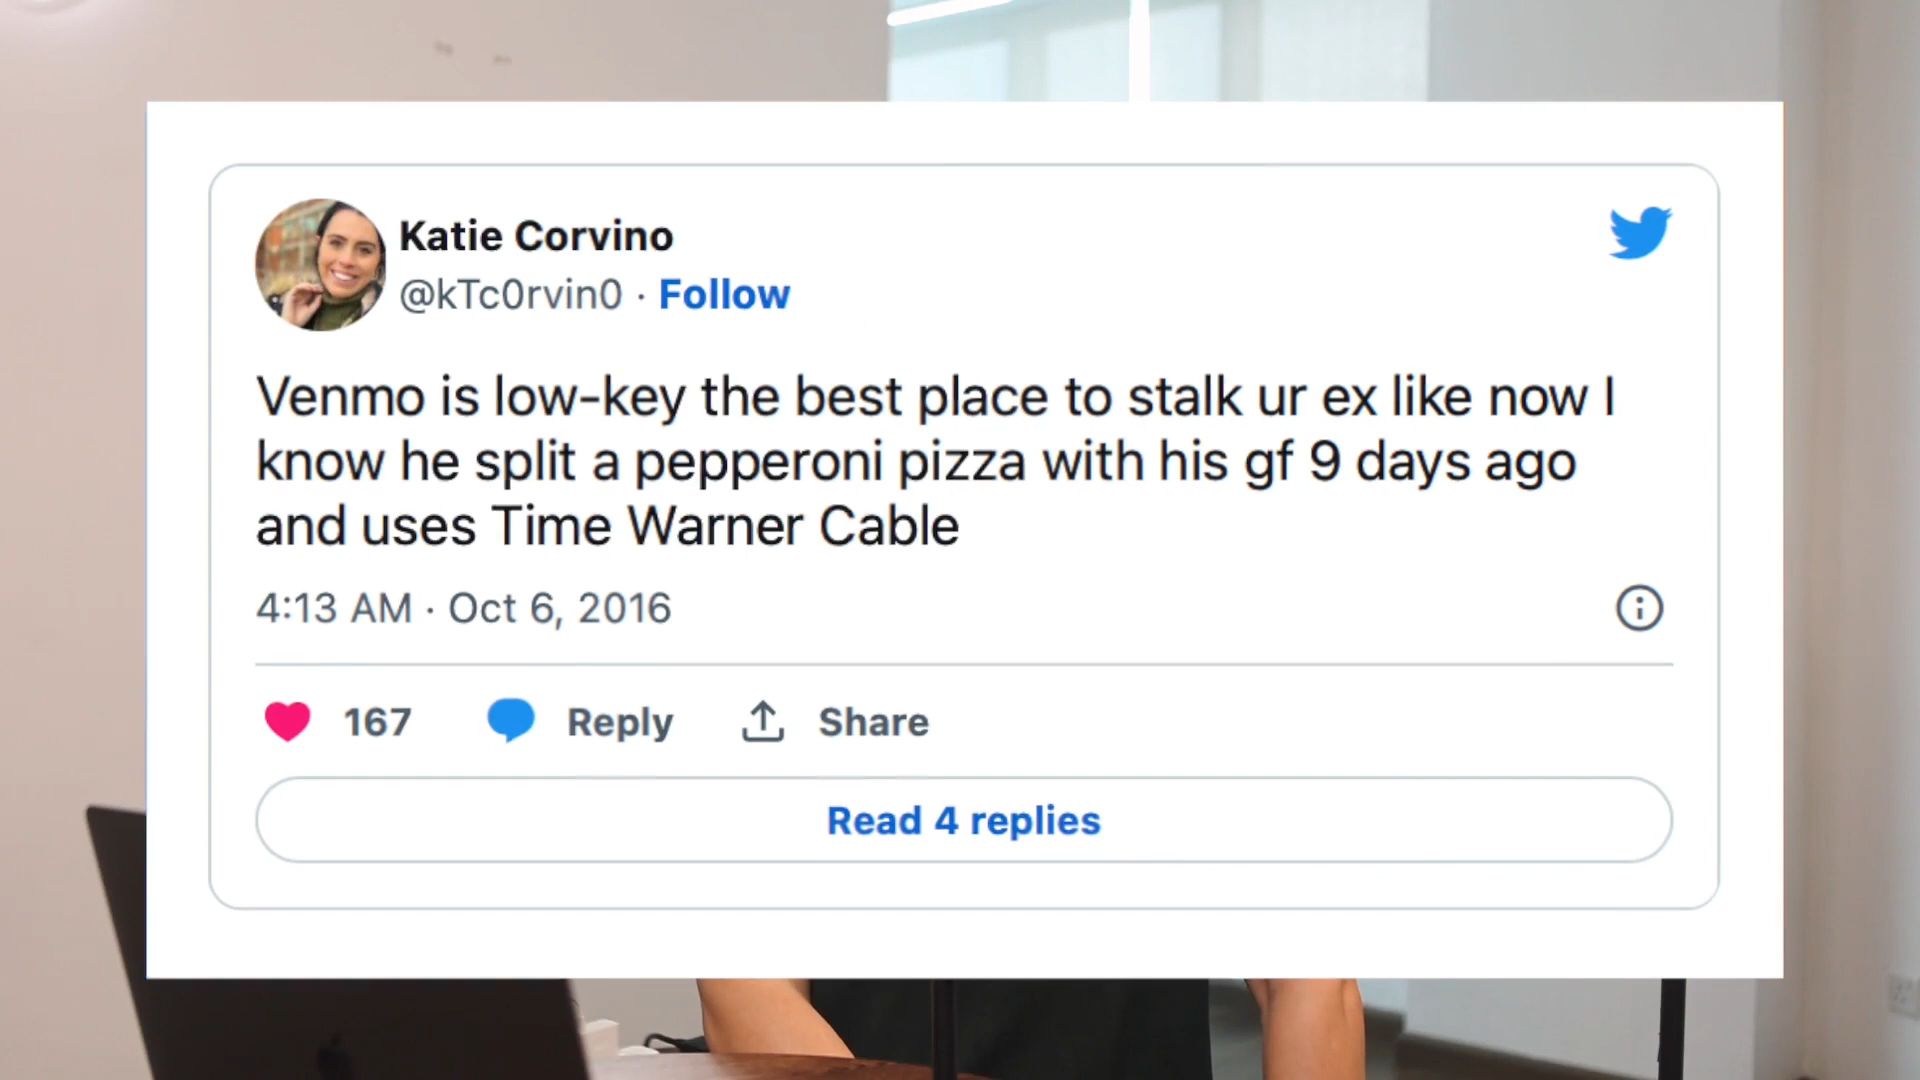 Katie Corvino
@kTc0rvin0 · Follow
Venmo is low-key the best place to stalk ur ex like now I
know he split a pepperoni pizza with his gf 9 days ago
and uses Time Warner Cable
4:13 AM · Oct 6, 2016
167 Reply Share
Read 4 replies